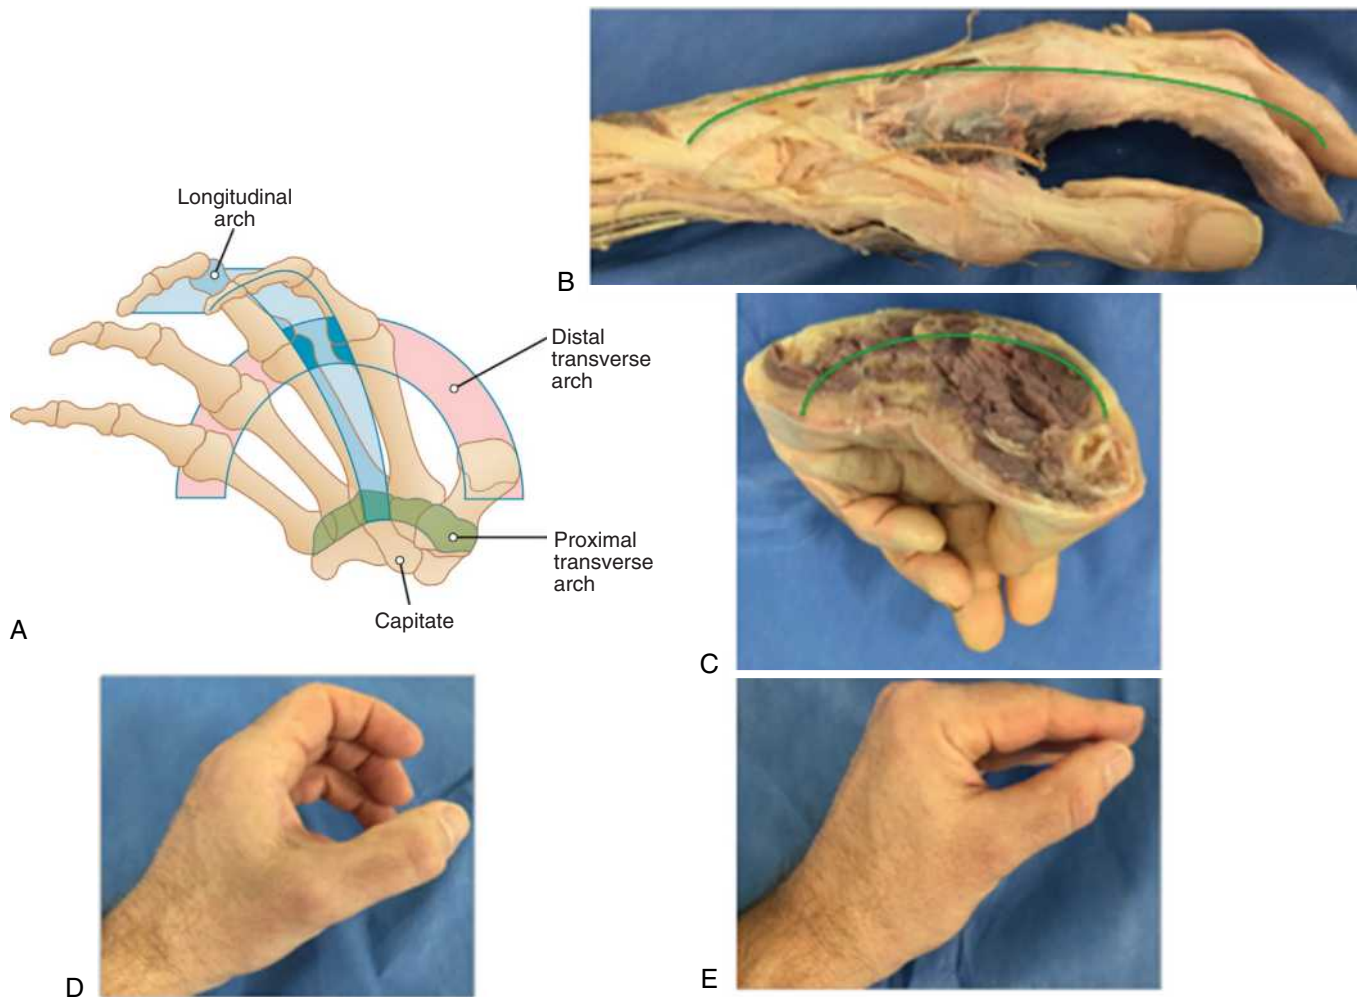 Longitudinal
arch
Distal
transverse
arch
Proximal
transverse
arch
Capitate
A
B
C
D
E